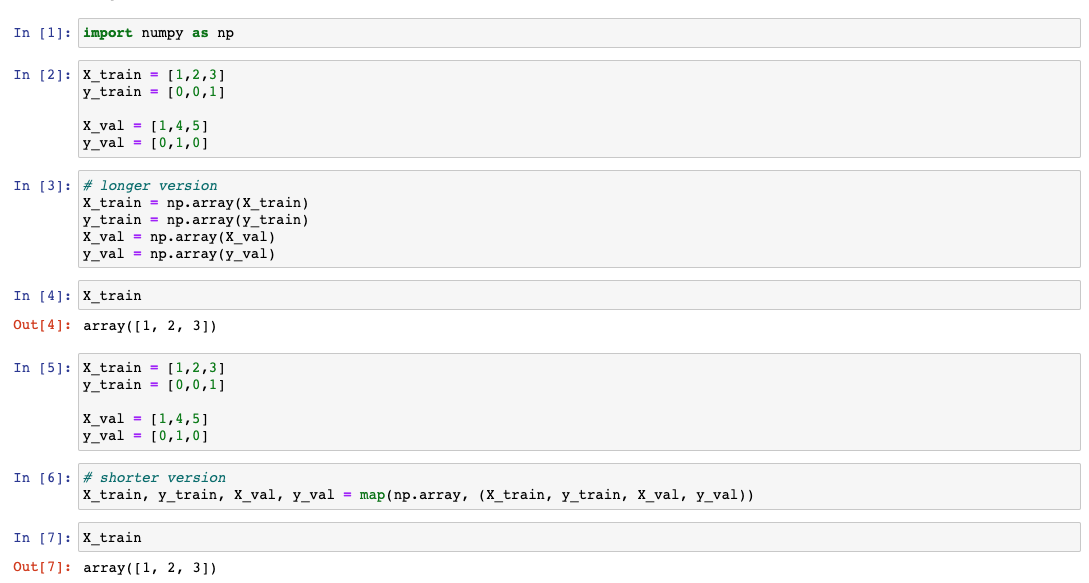 In [1]: import numpy as np
In [2]: X_train = [1,2,3]
y_train = [0,0,1]
X_val = [1,4,5]
y_val = [0,1,0]
In [3]: # longer version
X_train = np.array(X_train)
y_train = np.array(y_train)
X_val = np.array(X_val)
y_val = np.array(y_val)
In [4]: X_train
Out[4]: array([1, 2, 3])
In [5]: X_train = [1,2,3]
y_train = [0,0,1]
X_val = [1,4,5]
y_val = [0,1,0]
In [6]: # shorter version
X_train, y_train, X_val, y_val = map(np.array, (X_train, y_train, X_val, y_val))
In [7]: X_train
Out[7]: array([1, 2, 3])